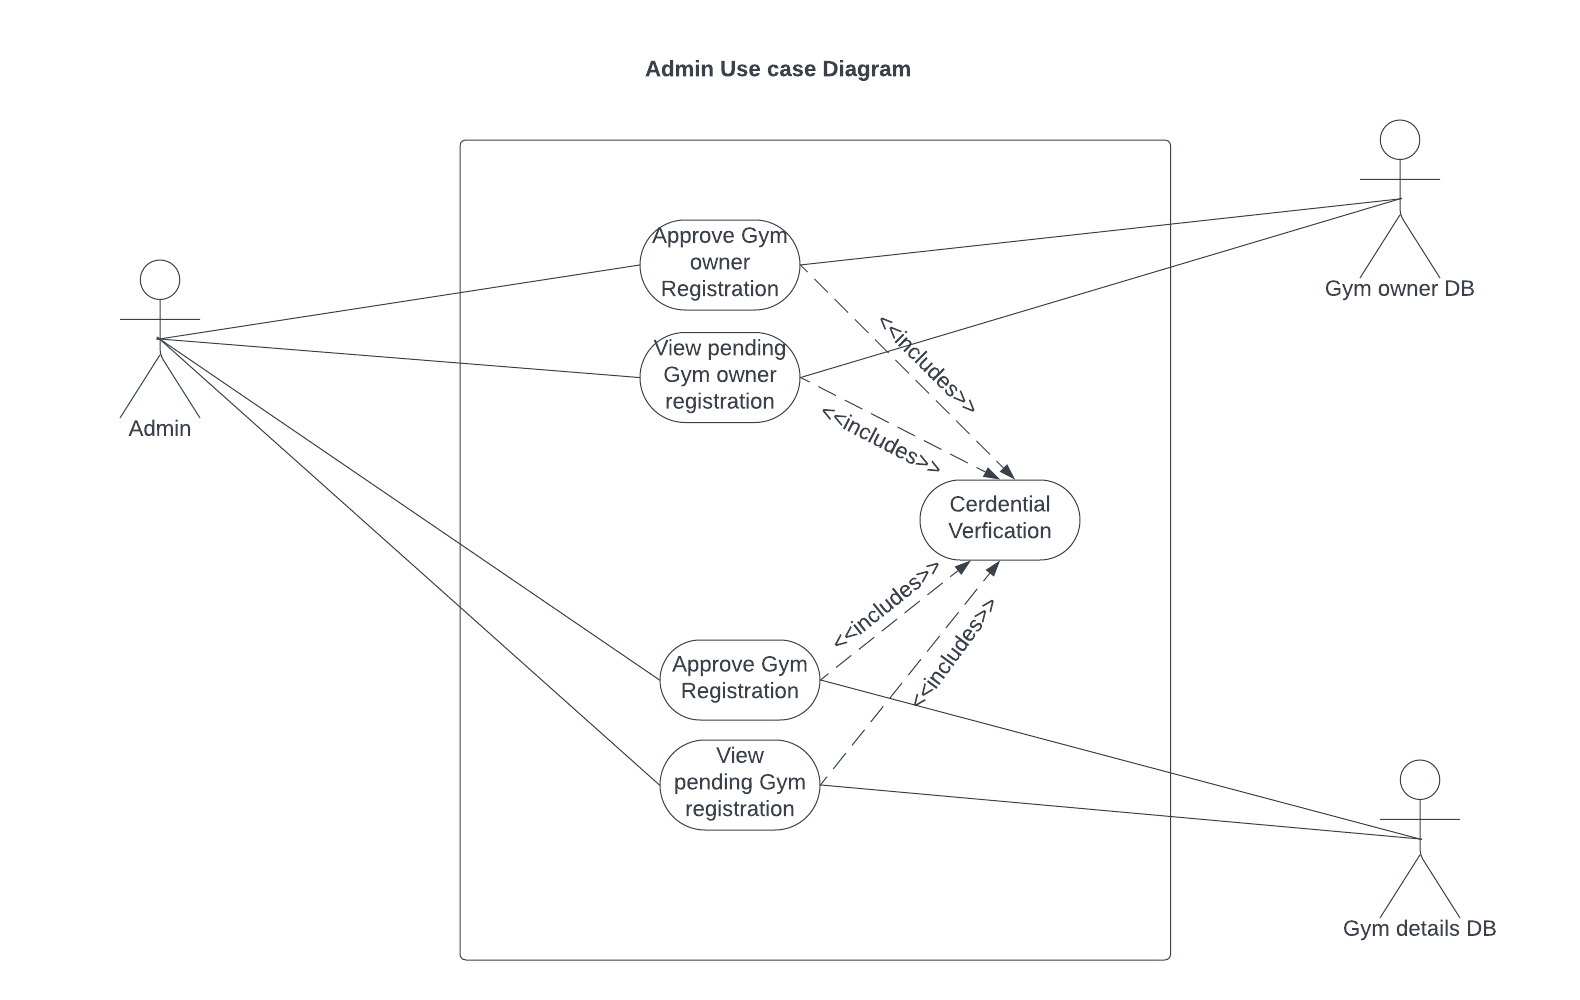 Admin Use case Diagram
Approve Gym
owner
Registration
View pending
Gym owner
registration
<<includes>>
<<includes>>
Gym owner DB
Admin
Cerdential
Verfication
<<includes>>
<<includes>>
Approve Gym
Registration
View
pending Gym
registration
Gym details DB